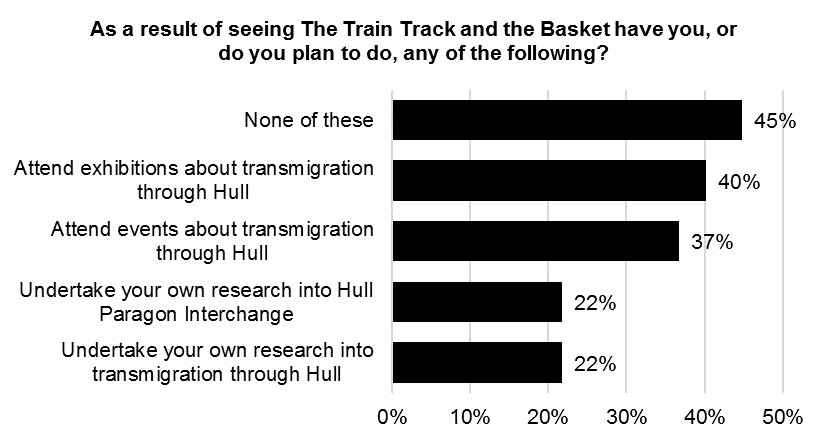 As a result of seeing The Train Track and the Basket have you, or
do you plan to do, any of the following?
None of these
45%
Attend exhibitions about transmigration
through Hull
40%
Attend events about transmigration
through Hull
37%
Undertake your own research into Hull
Paragon Interchange
22%
Undertake your own research into
transmigration through Hull
22%
0% 10% 20% 30% 40% 50%